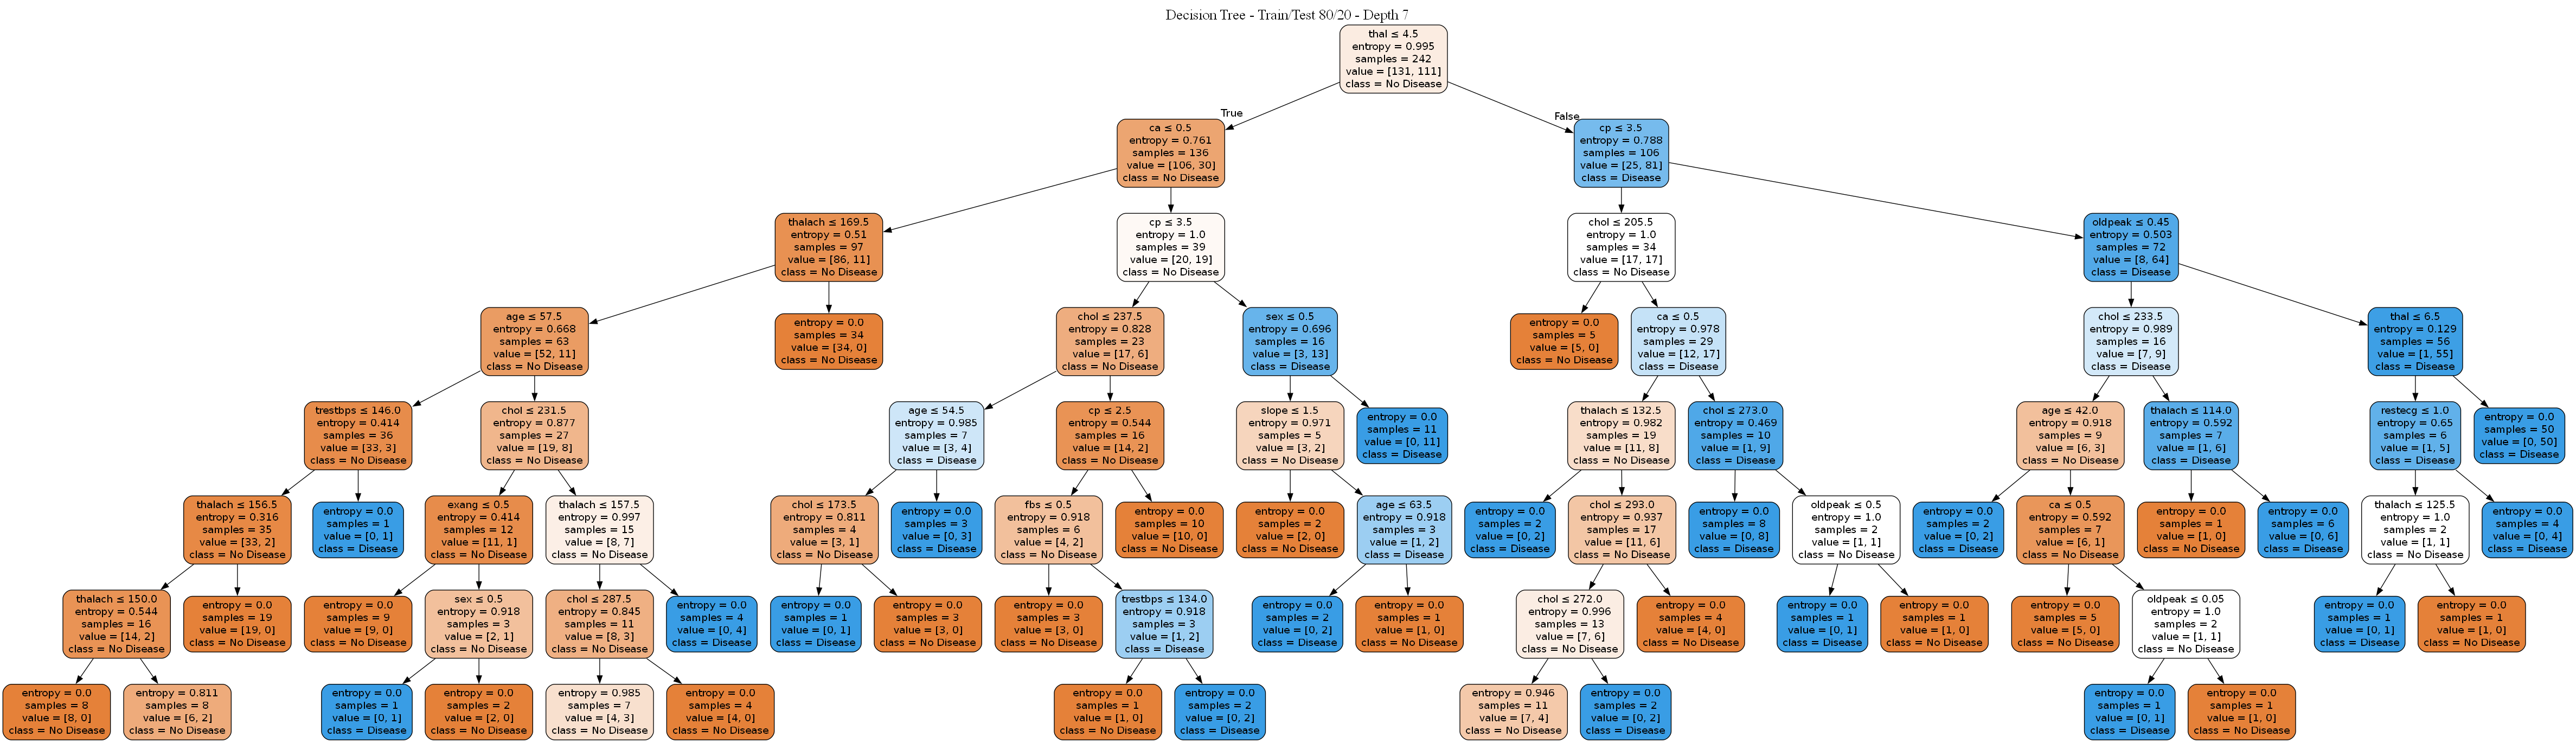 Decision Tree - Train/Test 80/20 - Depth 7
thal ≤ 4.5
entropy = 0.995
samples = 242
value = [131, 111]
class = No Disease
True
False
ca ≤ 0.5
entropy = 0.761
samples = 136
value = [106, 30]
class = No Disease
cp ≤ 3.5
entropy = 0.788
samples = 106
value = [25, 81]
class = Disease
thalach ≤ 169.5
entropy = 0.51
samples = 97
value = [86, 11]
class = No Disease
cp ≤ 3.5
entropy = 1.0
samples = 39
value = [20, 19]
class = No Disease
chol ≤ 205.5
entropy = 1.0
samples = 34
value = [17, 17]
class = No Disease
oldpeak ≤ 0.45
entropy = 0.503
samples = 72
value = [8, 64]
class = Disease
age ≤ 57.5
entropy = 0.668
samples = 63
value = [52, 11]
class = No Disease
entropy = 0.0
samples = 34
value = [34, 0]
class = No Disease
chol ≤ 237.5
entropy = 0.828
samples = 23
value = [17, 6]
class = No Disease
sex ≤ 0.5
entropy = 0.696
samples = 16
value = [3, 13]
class = Disease
entropy = 0.0
samples = 5
value = [5, 0]
class = No Disease
ca ≤ 0.5
entropy = 0.978
samples = 29
value = [12, 17]
class = Disease
chol ≤ 233.5
entropy = 0.989
samples = 16
value = [7, 9]
class = Disease
thal ≤ 6.5
entropy = 0.129
samples = 56
value = [1, 55]
class = Disease
trestbps ≤ 146.0
entropy = 0.414
samples = 36
value = [33, 3]
class = No Disease
chol ≤ 231.5
entropy = 0.877
samples = 27
value = [19, 8]
class = No Disease
age ≤ 54.5
entropy = 0.985
samples = 7
value = [3, 4]
class = Disease
cp ≤ 2.5
entropy = 0.544
samples = 16
value = [14, 2]
class = No Disease
slope ≤ 1.5
entropy = 0.971
samples = 5
value = [3, 2]
class = No Disease
entropy = 0.0
samples = 11
value = [0, 11]
class = Disease
thalach ≤ 132.5
entropy = 0.982
samples = 19
value = [11, 8]
class = No Disease
chol ≤ 273.0
entropy = 0.469
samples = 10
value = [1, 9]
class = Disease
age ≤ 42.0
entropy = 0.918
samples = 9
value = [6, 3]
class = No Disease
thalach ≤ 114.0
entropy = 0.592
samples = 7
value = [1, 6]
class = Disease
restecg ≤ 1.0
entropy = 0.65
samples = 6
value = [1, 5]
class = Disease
entropy = 0.0
samples = 50
value = [0, 50]
class = Disease
thalach ≤ 156.5
entropy = 0.316
samples = 35
value = [33, 2]
class = No Disease
entropy = 0.0
samples = 1
value = [0, 1]
class = Disease
exang ≤ 0.5
entropy = 0.414
samples = 12
value = [11, 1]
class = No Disease
thalach ≤ 157.5
entropy = 0.997
samples = 15
value = [8, 7]
class = No Disease
chol ≤ 173.5
entropy = 0.811
samples = 4
value = [3, 1]
class = No Disease
entropy = 0.0
samples = 3
value = [0, 3]
class = Disease
fbs ≤ 0.5
entropy = 0.918
samples = 6
value = [4, 2]
class = No Disease
entropy = 0.0
samples = 10
value = [10, 0]
class = No Disease
entropy = 0.0
samples = 2
value = [2, 0]
class = No Disease
age ≤ 63.5
entropy = 0.918
samples = 3
value = [1, 2]
class = Disease
entropy = 0.0
samples = 2
value = [0, 2]
class = Disease
chol ≤ 293.0
entropy = 0.937
samples = 17
value = [11, 6]
class = No Disease
entropy = 0.0
samples = 8
value = [0, 8]
class = Disease
oldpeak ≤ 0.5
entropy = 1.0
samples = 2
value = [1, 1]
class = No Disease
entropy = 0.0
samples = 2
value = [0, 2]
class = Disease
ca ≤ 0.5
entropy = 0.592
samples = 7
value = [6, 1]
class = No Disease
entropy = 0.0
samples = 1
value = [1, 0]
class = No Disease
entropy = 0.0
samples = 6
value = [0, 6]
class = Disease
thalach ≤ 125.5
entropy = 1.0
samples = 2
value = [1, 1]
class = No Disease
entropy = 0.0
samples = 4
value = [0, 4]
class = Disease
thalach ≤ 150.0
entropy = 0.544
samples = 16
value = [14, 2]
class = No Disease
entropy = 0.0
samples = 19
value = [19, 0]
class = No Disease
entropy = 0.0
samples = 9
value = [9, 0]
class = No Disease
sex ≤ 0.5
entropy = 0.918
samples = 3
value = [2, 1]
class = No Disease
chol ≤ 287.5
entropy = 0.845
samples = 11
value = [8, 3]
class = No Disease
entropy = 0.0
samples = 4
value = [0, 4]
class = Disease
entropy = 0.0
samples = 1
value = [0, 1]
class = Disease
entropy = 0.0
samples = 3
value = [3, 0]
class = No Disease
entropy = 0.0
samples = 3
value = [3, 0]
class = No Disease
trestbps ≤ 134.0
entropy = 0.918
samples = 3
value = [1, 2]
class = Disease
entropy = 0.0
samples = 2
value = [0, 2]
class = Disease
entropy = 0.0
samples = 1
value = [1, 0]
class = No Disease
chol ≤ 272.0
entropy = 0.996
samples = 13
value = [7, 6]
class = No Disease
entropy = 0.0
samples = 4
value = [4, 0]
class = No Disease
entropy = 0.0
samples = 1
value = [0, 1]
class = Disease
entropy = 0.0
samples = 1
value = [1, 0]
class = No Disease
entropy = 0.0
samples = 5
value = [5, 0]
class = No Disease
oldpeak ≤ 0.05
entropy = 1.0
samples = 2
value = [1, 1]
class = No Disease
entropy = 0.0
samples = 1
value = [0, 1]
class = Disease
entropy = 0.0
samples = 1
value = [1, 0]
class = No Disease
entropy = 0.0
samples = 8
value = [8, 0]
class = No Disease
entropy = 0.811
samples = 8
value = [6, 2]
class = No Disease
entropy = 0.0
samples = 1
value = [0, 1]
class = Disease
entropy = 0.0
samples = 2
value = [2, 0]
class = No Disease
entropy = 0.985
samples = 7
value = [4, 3]
class = No Disease
entropy = 0.0
samples = 4
value = [4, 0]
class = No Disease
entropy = 0.0
samples = 1
value = [1, 0]
class = No Disease
entropy = 0.0
samples = 2
value = [0, 2]
class = Disease
entropy = 0.946
samples = 11
value = [7, 4]
class = No Disease
entropy = 0.0
samples = 2
value = [0, 2]
class = Disease
entropy = 0.0
samples = 1
value = [0, 1]
class = Disease
entropy = 0.0
samples = 1
value = [1, 0]
class = No Disease